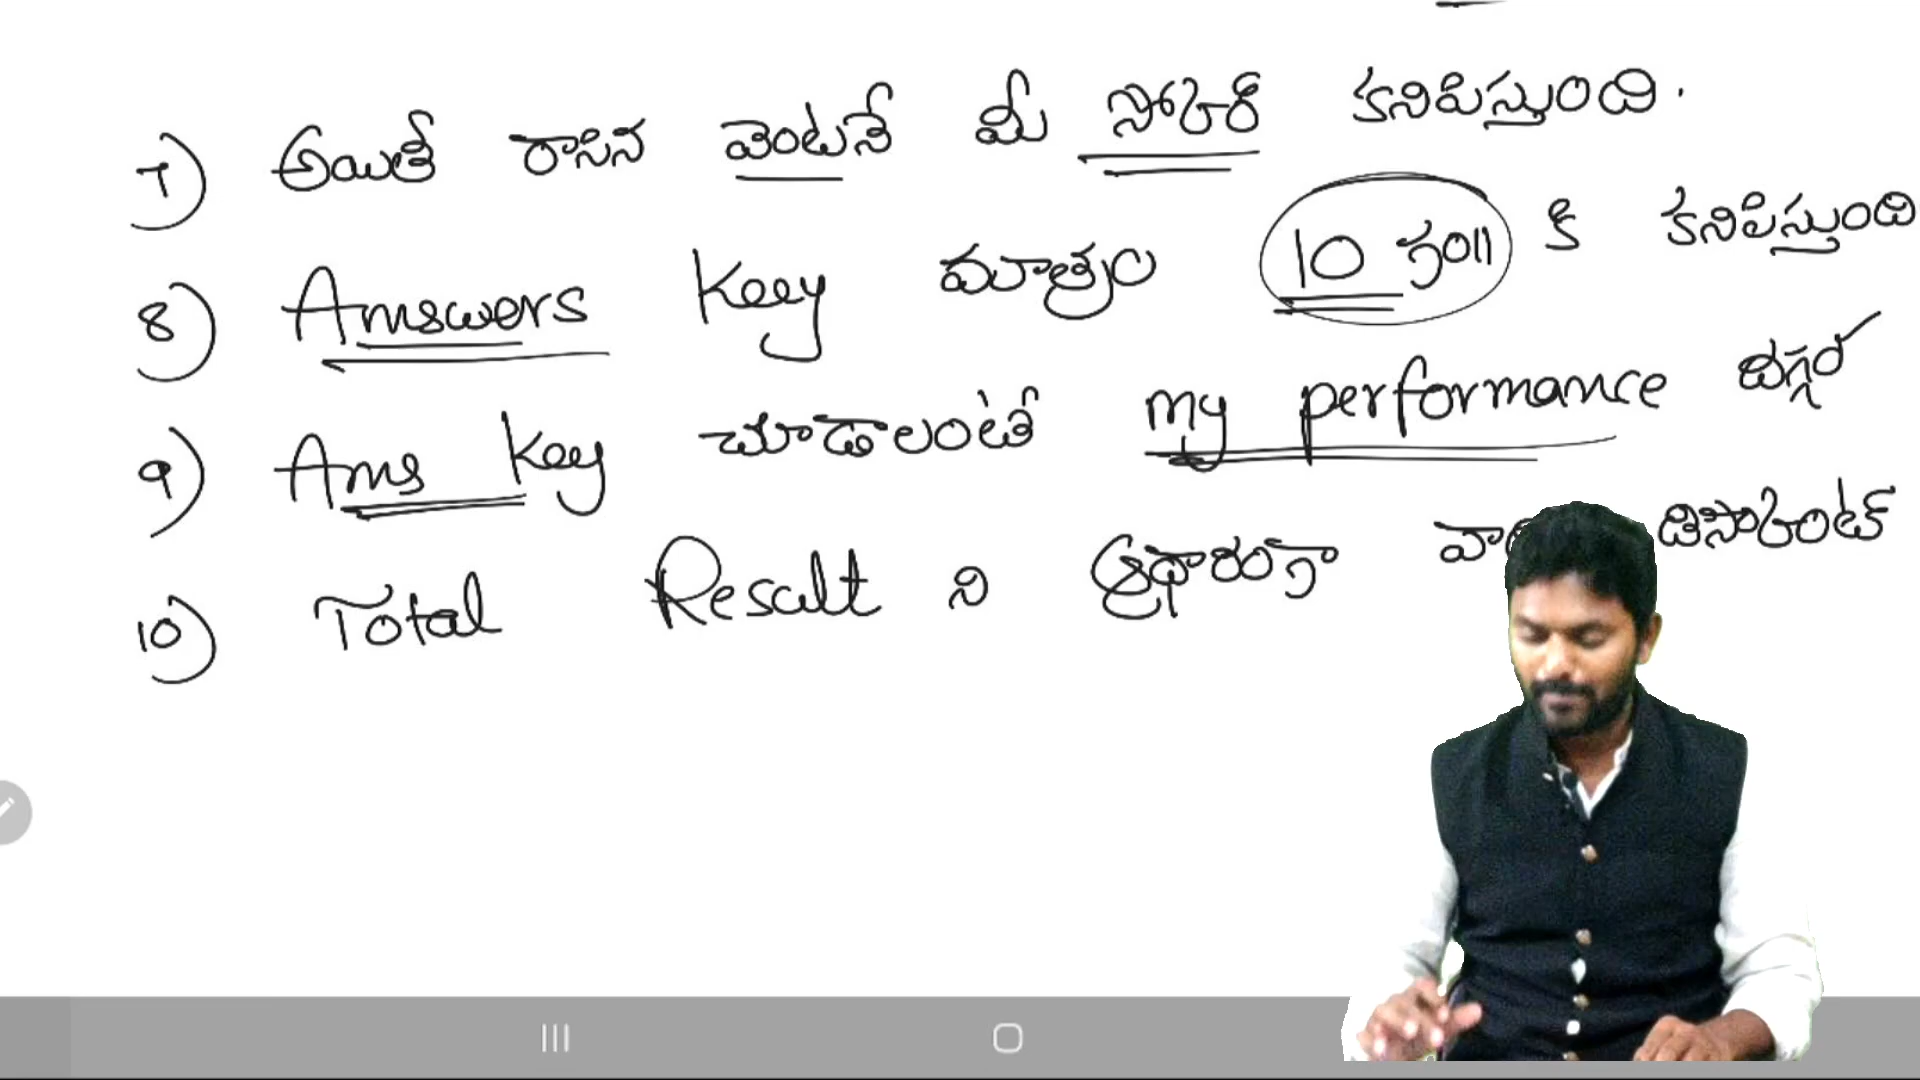 7) అయితే రాసిన వెంటనే మీ స్కోర్ కనిపిస్తుంది.
8) Answers Key మాత్రం 10 గం॥ కి కనిపిస్తుంది
9) Ans Key చూడాలంటే my performance దగ్గర
10) Total Result ని ఆధారంగా డిస్కౌంట్